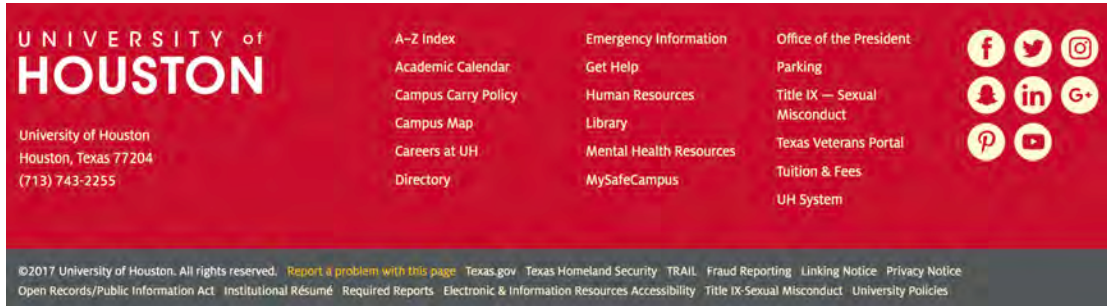 UNIVERSITY of
HOUSTON
University of Houston
Houston, Texas 77204
(713) 743-2255
A–Z Index
Academic Calendar
Campus Carry Policy
Campus Map
Careers at UH
Directory
Emergency Information
Get Help
Human Resources
Library
Mental Health Resources
MySafeCampus
Office of the President
Parking
Title IX — Sexual
Misconduct
Texas Veterans Portal
Tuition & Fees
UH System
f
in
G+
©2017 University of Houston. All rights reserved. Report a problem with this page Texas.gov Texas Homeland Security TRAIL Fraud Reporting Linking Notice Privacy Notice
Open Records/Public Information Act Institutional Résumé Required Reports Electronic & Information Resources Accessibility Title IX-Sexual Misconduct University Policies